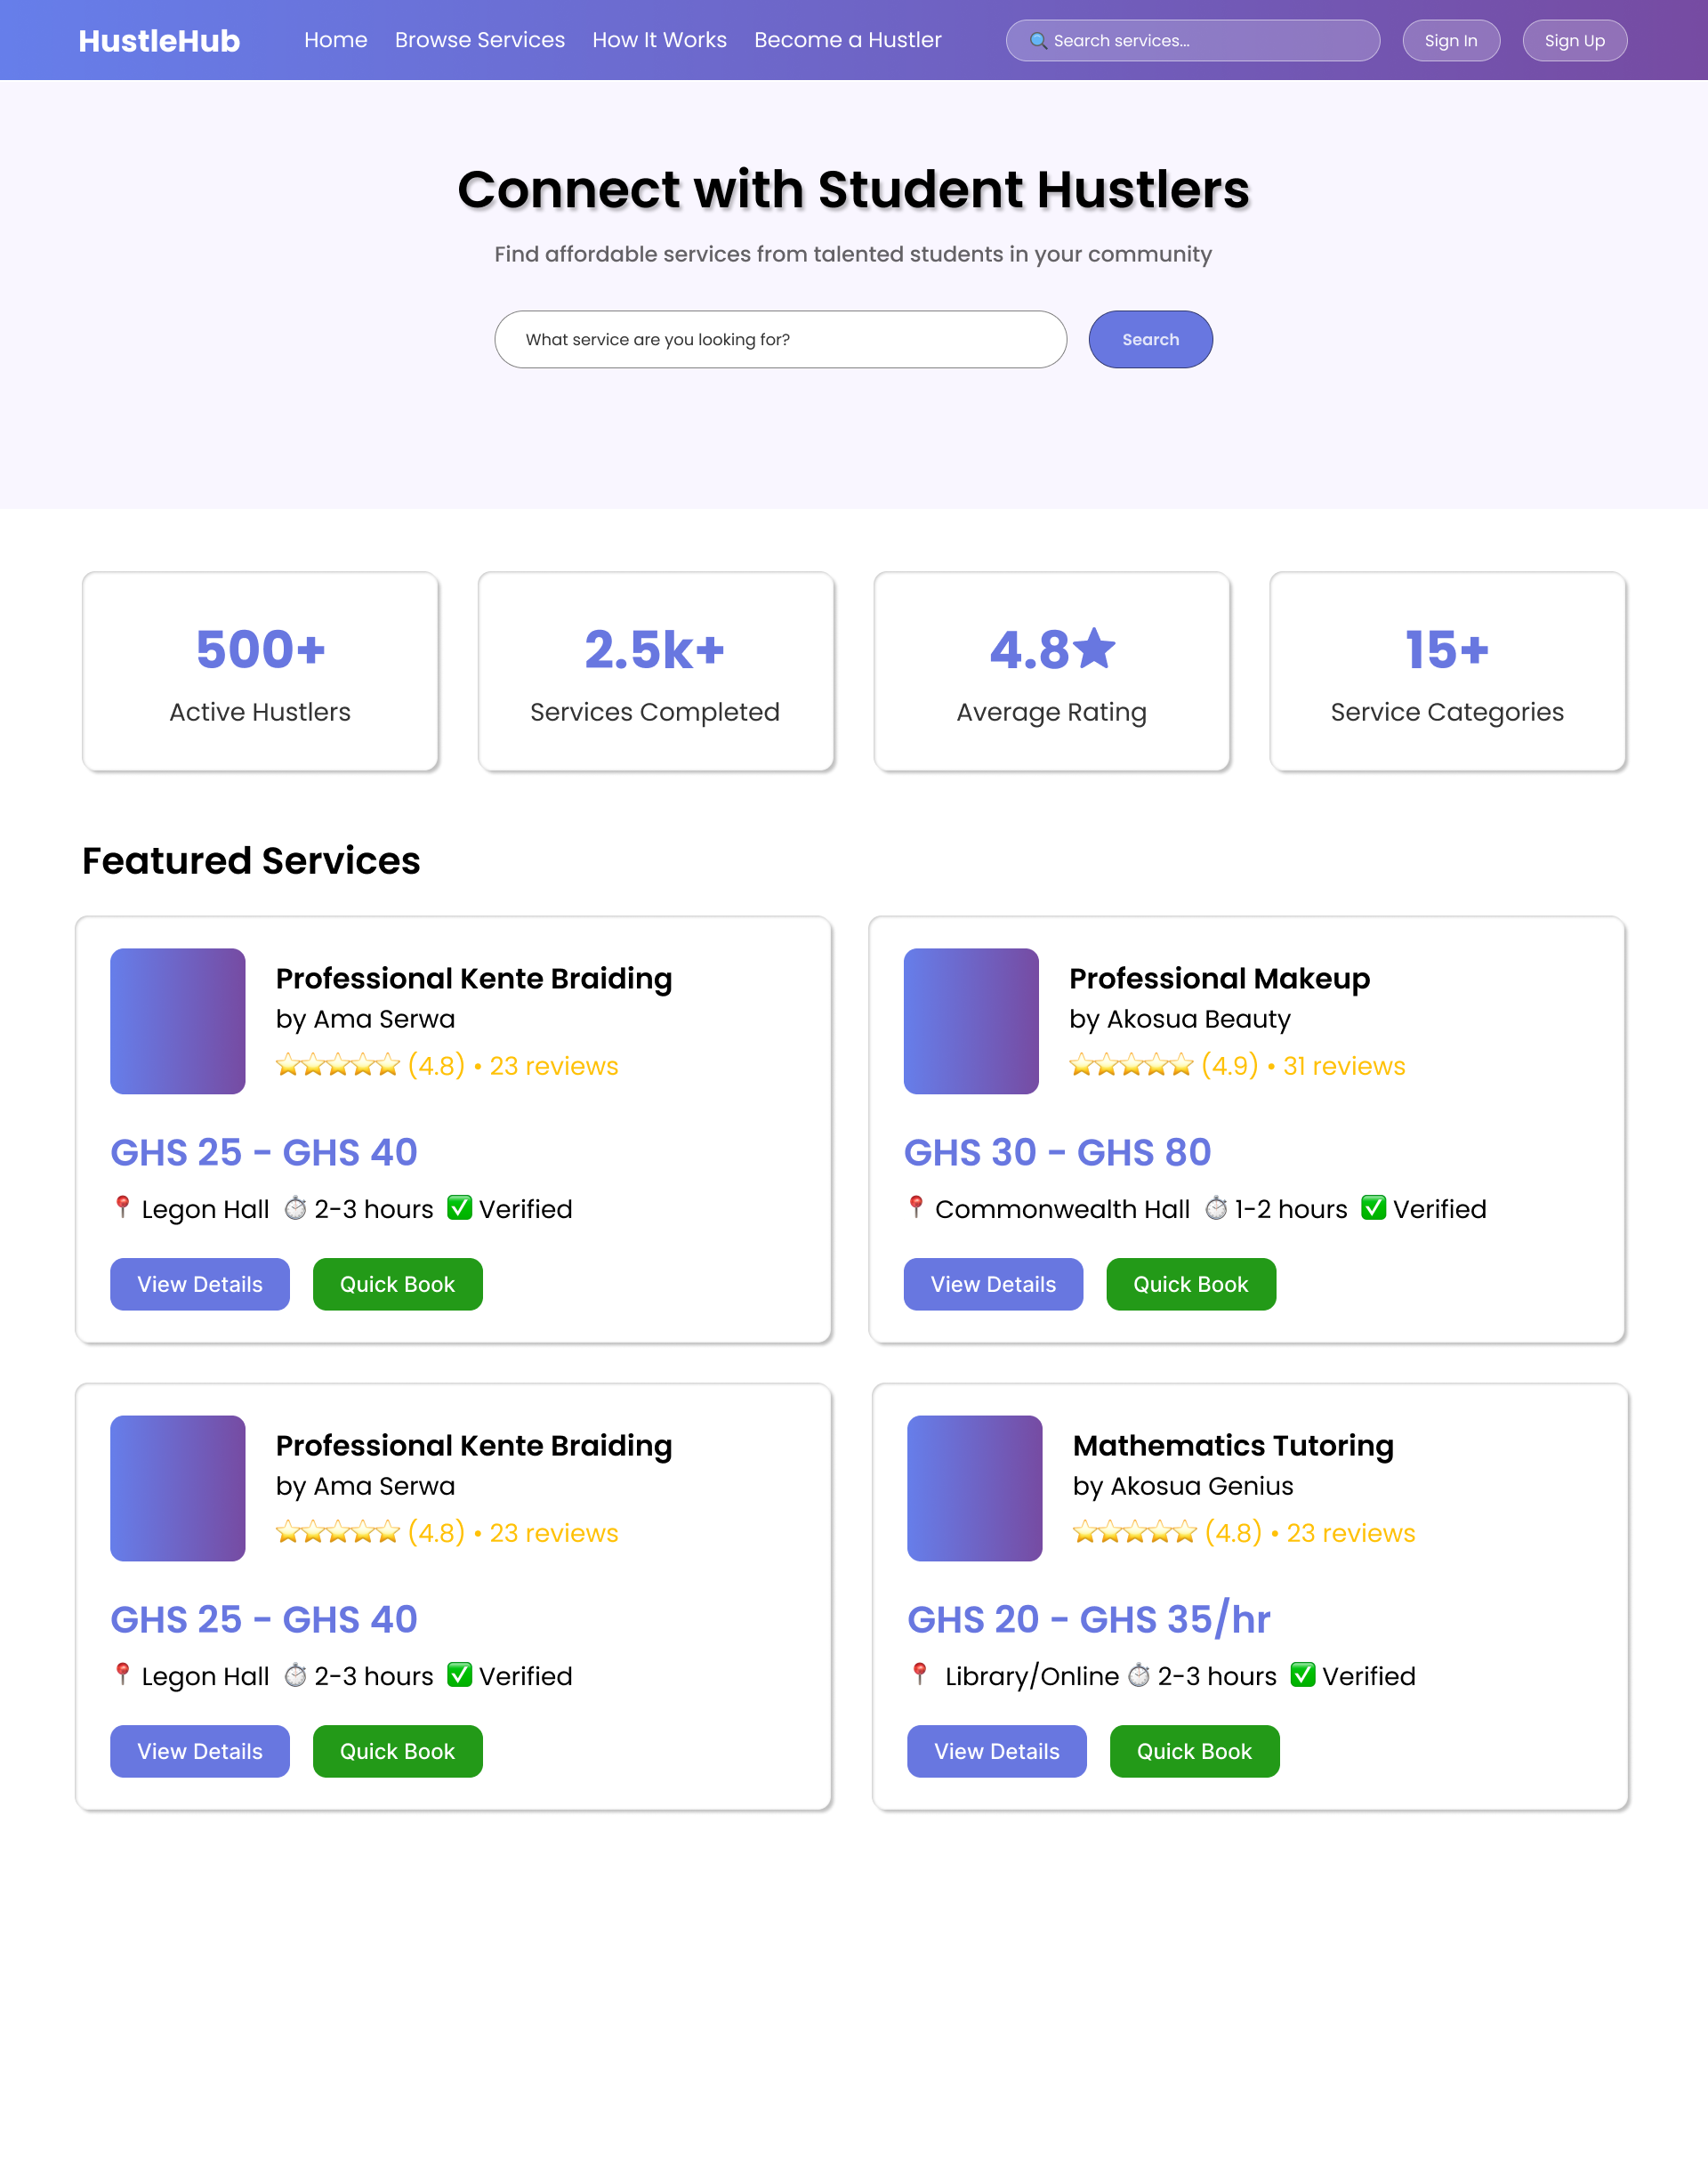 HustleHub Home Browse Services How It Works Become a Hustler 🔍 Search services... Sign In Sign Up
Connect with Student Hustlers
Find affordable services from talented students in your community
What service are you looking for? Search
500+ 2.5k+ 4.8★ 15+
Active Hustlers Services Completed Average Rating Service Categories
Featured Services
Professional Kente Braiding
by Ama Serwa
⭐⭐⭐⭐⭐ (4.8) • 23 reviews
GHS 25 - GHS 40
📍 Legon Hall ⏱️ 2-3 hours ✅ Verified
View Details Quick Book
Professional Makeup
by Akosua Beauty
⭐⭐⭐⭐⭐ (4.9) • 31 reviews
GHS 30 - GHS 80
📍 Commonwealth Hall ⏱️ 1-2 hours ✅ Verified
View Details Quick Book
Professional Kente Braiding
by Ama Serwa
⭐⭐⭐⭐⭐ (4.8) • 23 reviews
GHS 25 - GHS 40
📍 Legon Hall ⏱️ 2-3 hours ✅ Verified
View Details Quick Book
Mathematics Tutoring
by Akosua Genius
⭐⭐⭐⭐⭐ (4.8) • 23 reviews
GHS 20 - GHS 35/hr
📍 Library/Online ⏱️ 2-3 hours ✅ Verified
View Details Quick Book